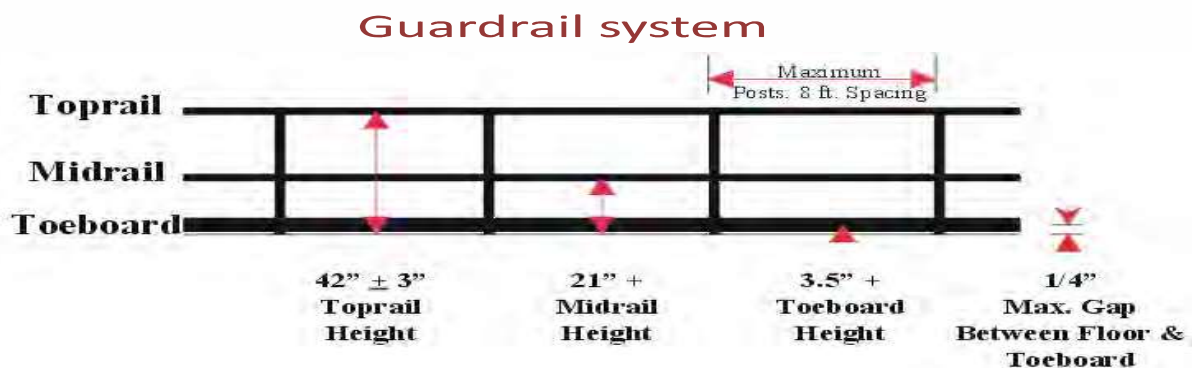 Guardrail system
Maximum
Posts: 8 ft. Spacing
Toprail
Midrail
Toeboard
42” ± 3”
Toprail
Height
21” +
Midrail
Height
3.5” +
Toeboard
Height
1/4”
Max. Gap
Between Floor &
Toeboard